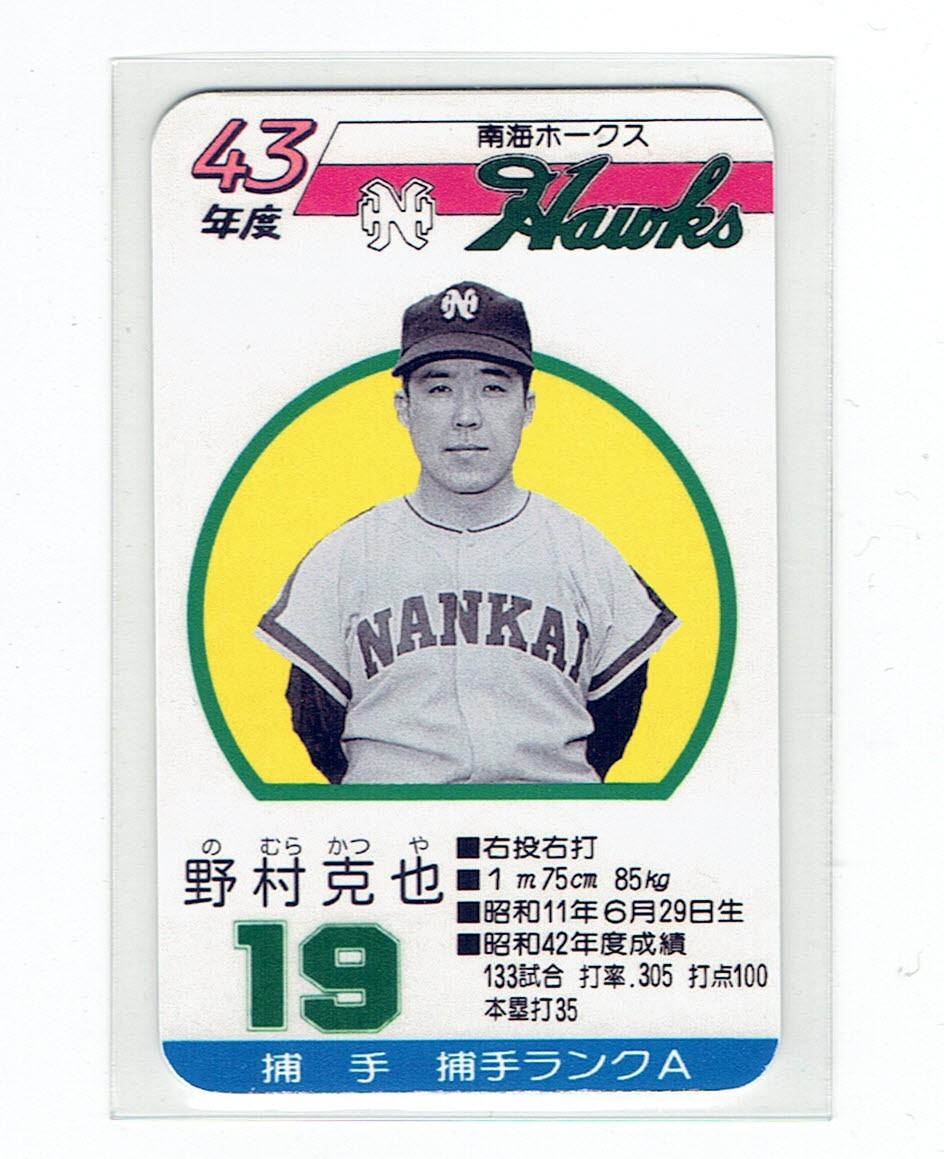 43
年度
南海ホークス
Hawks
N
N
NANKAI
のむらかつや
野村克也
19
■右投右打
■1m75cm 85kg
■昭和11年6月29日生
■昭和42年度成績
133試合 打率.305 打点100
本塁打35
捕手 捕手ランクA